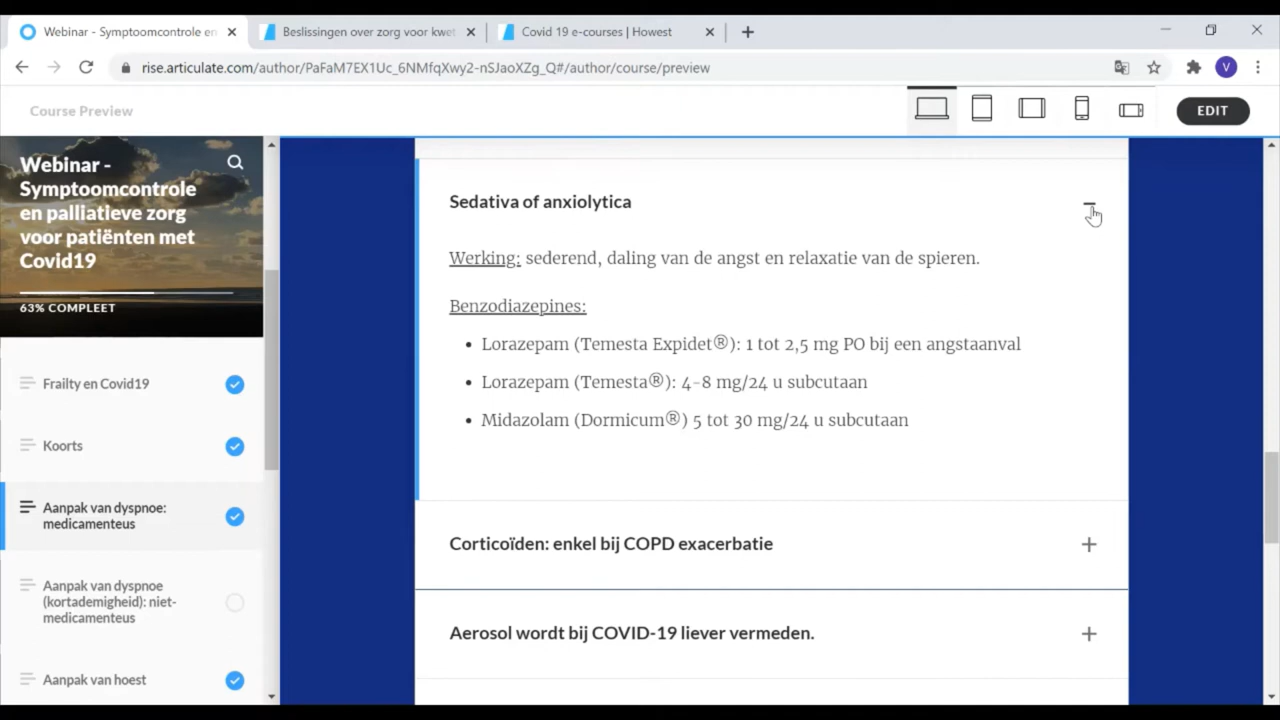 Webinar - Symptoomcontrole en
Beslissingen over zorg voor kwet
Covid 19 e-courses | Howest
rise.articulate.com/author/PaFaM7EX1Uc_6NMfqXwy2-nSJaoXZg_Q#/author/course/preview
V
Course Preview
EDIT
Webinar -
Symptoomcontrole
en palliatieve zorg
voor patiënten met
Covid19
63% COMPLEET
Frailty en Covid19
Koorts
Aanpak van dyspnoe:
medicamenteus
Aanpak van dyspnoe
(kortademigheid): niet-
medicamenteus
Aanpak van hoest
Sedativa of anxiolytica
Werking: sederend, daling van de angst en relaxatie van de spieren.
Benzodiazepines:
• Lorazepam (Temesta Expidet®): 1 tot 2,5 mg PO bij een angstaanval
• Lorazepam (Temesta®): 4-8 mg/24 u subcutaan
• Midazolam (Dormicum®) 5 tot 30 mg/24 u subcutaan
Corticoïden: enkel bij COPD exacerbatie
Aerosol wordt bij COVID-19 liever vermeden.